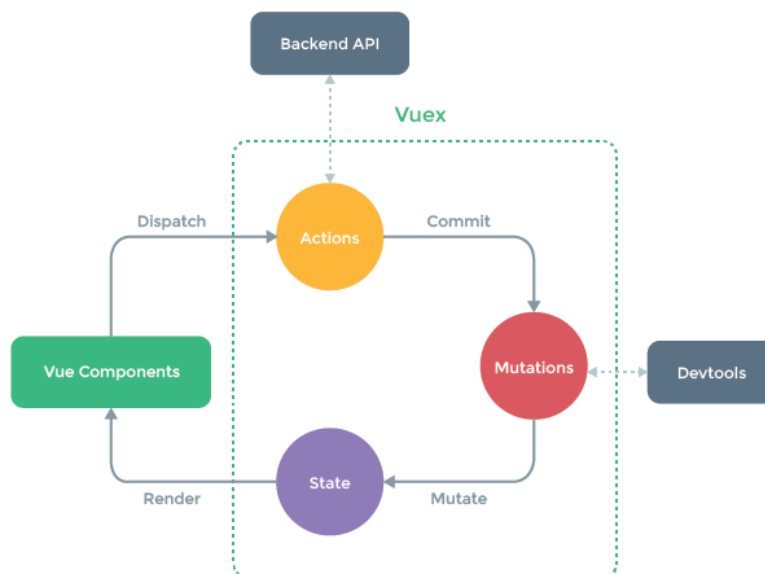 Backend API
Vuex
Dispatch
Commit
Actions
Vue Components
Mutations
Devtools
State
Render
Mutate